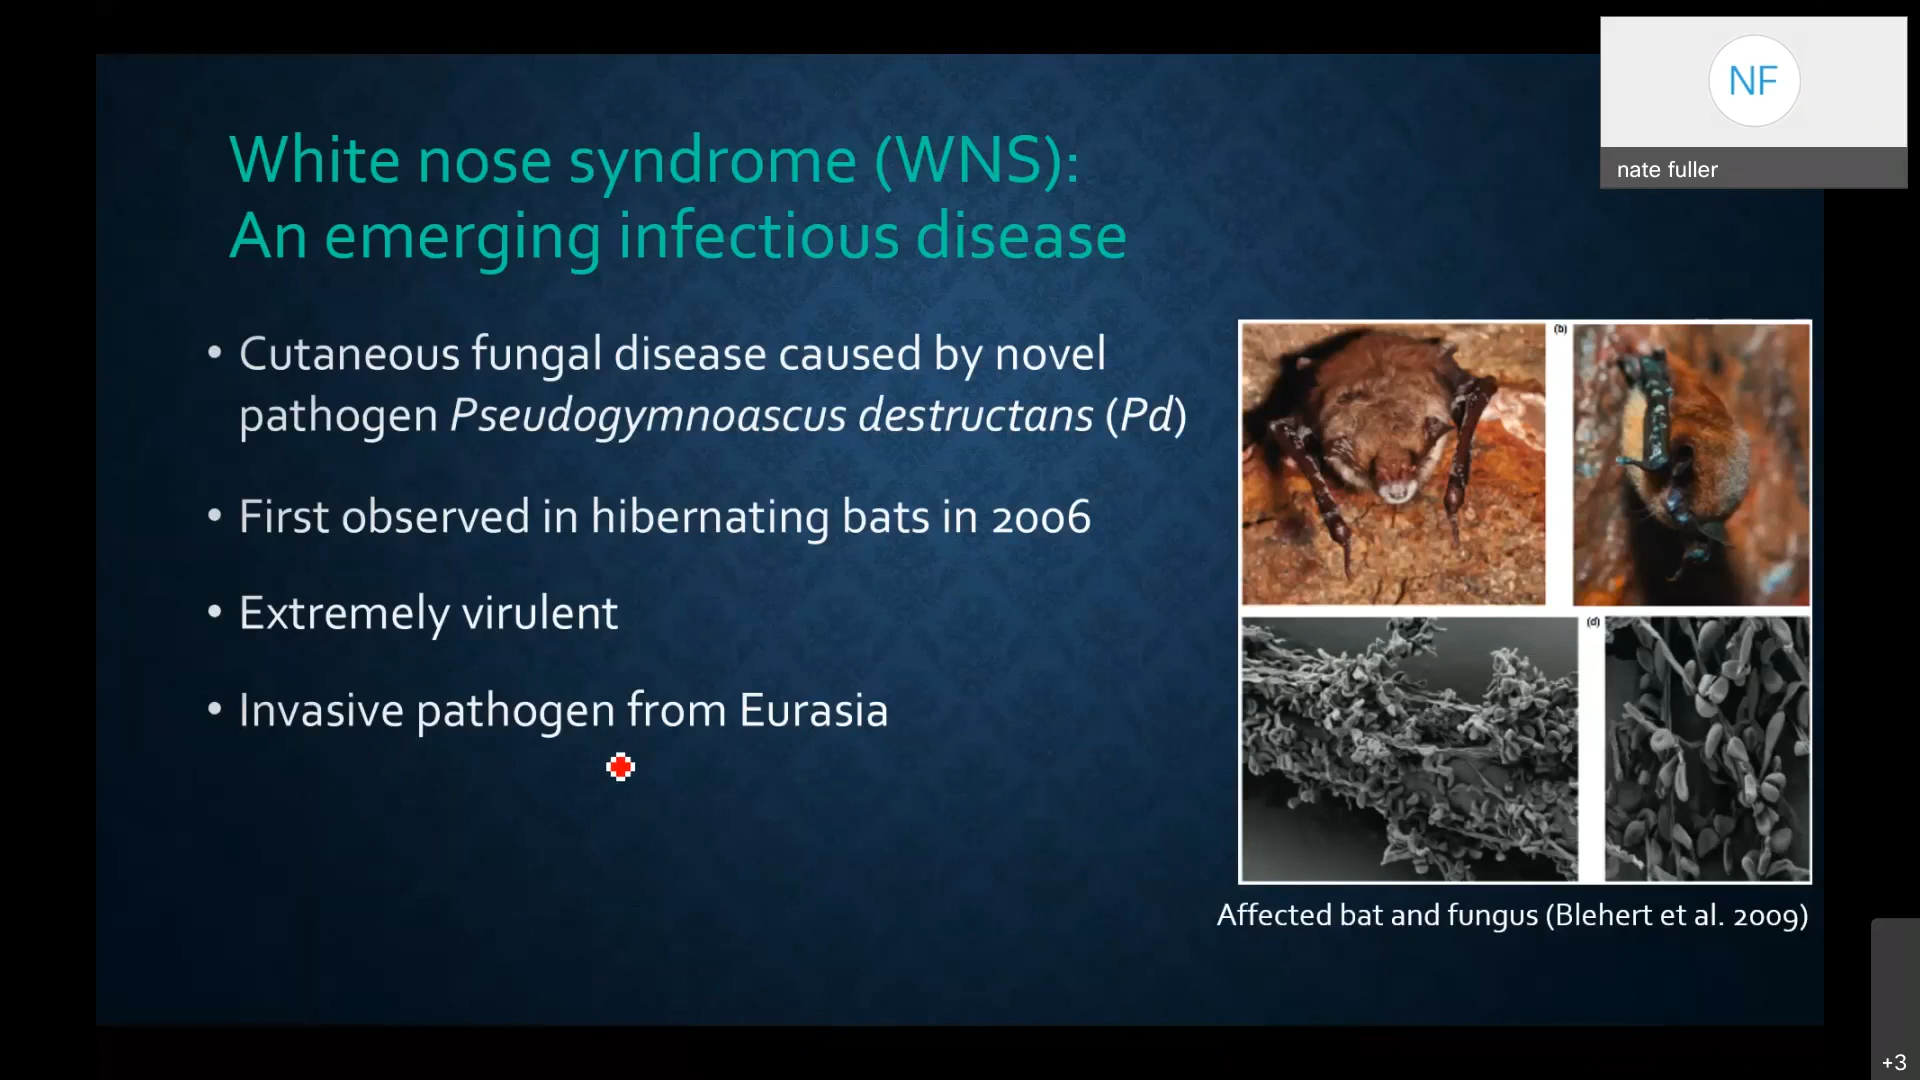 NF
nate fuller
White nose syndrome (WNS):
An emerging infectious disease
• Cutaneous fungal disease caused by novel
pathogen Pseudogymnoascus destructans (Pd)
• First observed in hibernating bats in 2006
• Extremely virulent
• Invasive pathogen from Eurasia
(b)
(d)
Affected bat and fungus (Blehert et al. 2009)
+3